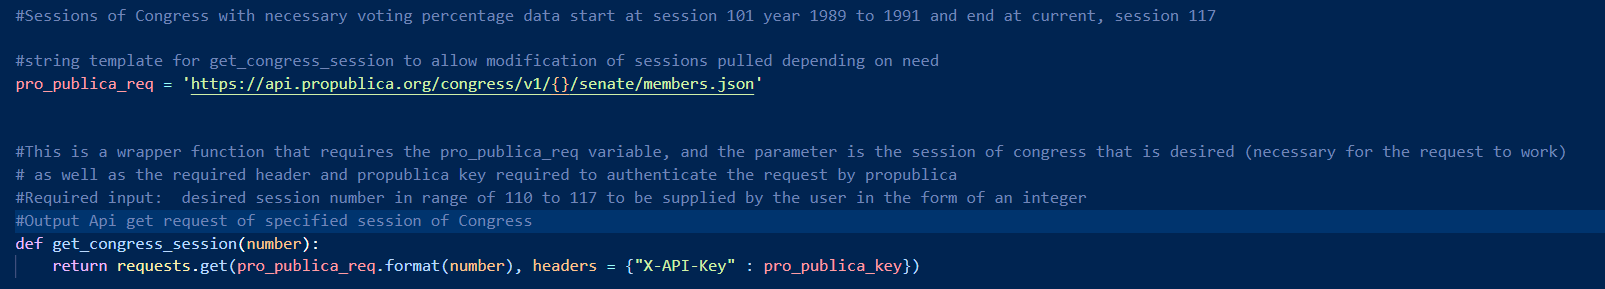 #Sessions of Congress with necessary voting percentage data start at session 101 year 1989 to 1991 and end at current, session 117
#string template for get_congress_session to allow modification of sessions pulled depending on need
pro_publica_req = 'https://api.propublica.org/congress/v1/{}/senate/members.json'
#This is a wrapper function that requires the pro_publica_req variable, and the parameter is the session of congress that is desired (necessary for the request to work)
# as well as the required header and propublica key required to authenticate the request by propublica
#Required input:  desired session number in range of 110 to 117 to be supplied by the user in the form of an integer
#Output Api get request of specified session of Congress
def get_congress_session(number):
    return requests.get(pro_publica_req.format(number), headers = {"X-API-Key" : pro_publica_key})